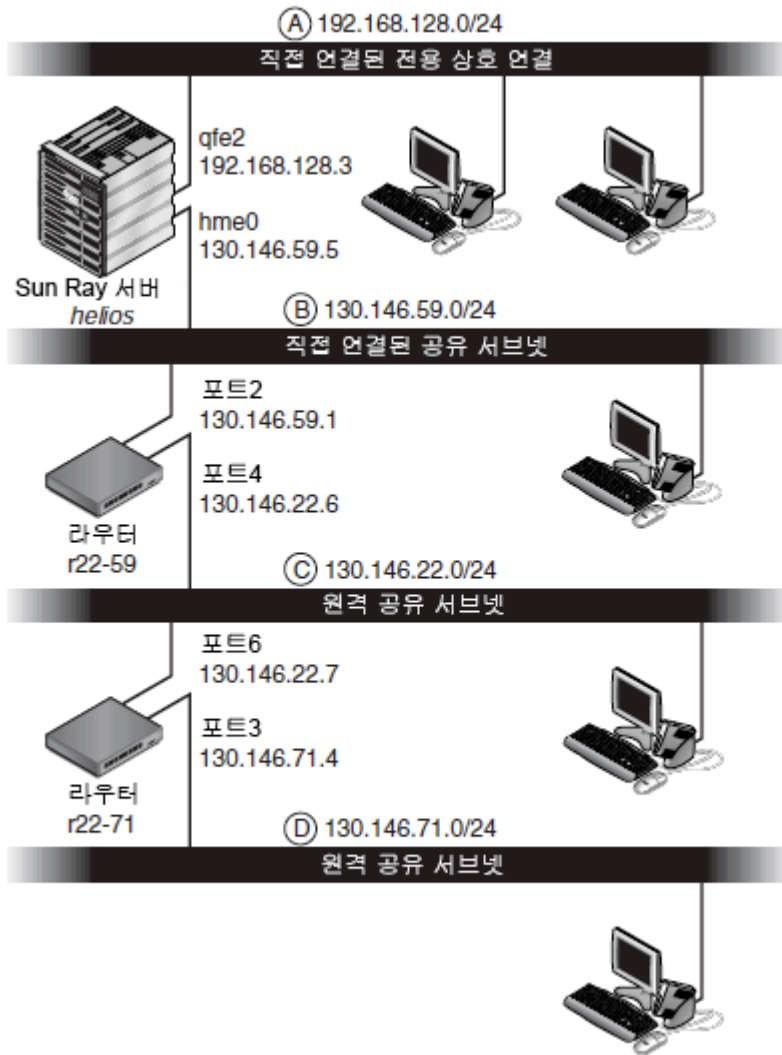 A 192.168.128.0/24
직접 연결된 전용 상호 연결
qfe2
192.168.128.3
hme0
130.146.59.5
Sun Ray 서버
helios
B 130.146.59.0/24
직접 연결된 공유 서브넷
포트2
130.146.59.1
포트4
130.146.22.6
라우터
r22-59
C 130.146.22.0/24
원격 공유 서브넷
포트6
130.146.22.7
포트3
130.146.71.4
라우터
r22-71
D 130.146.71.0/24
원격 공유 서브넷